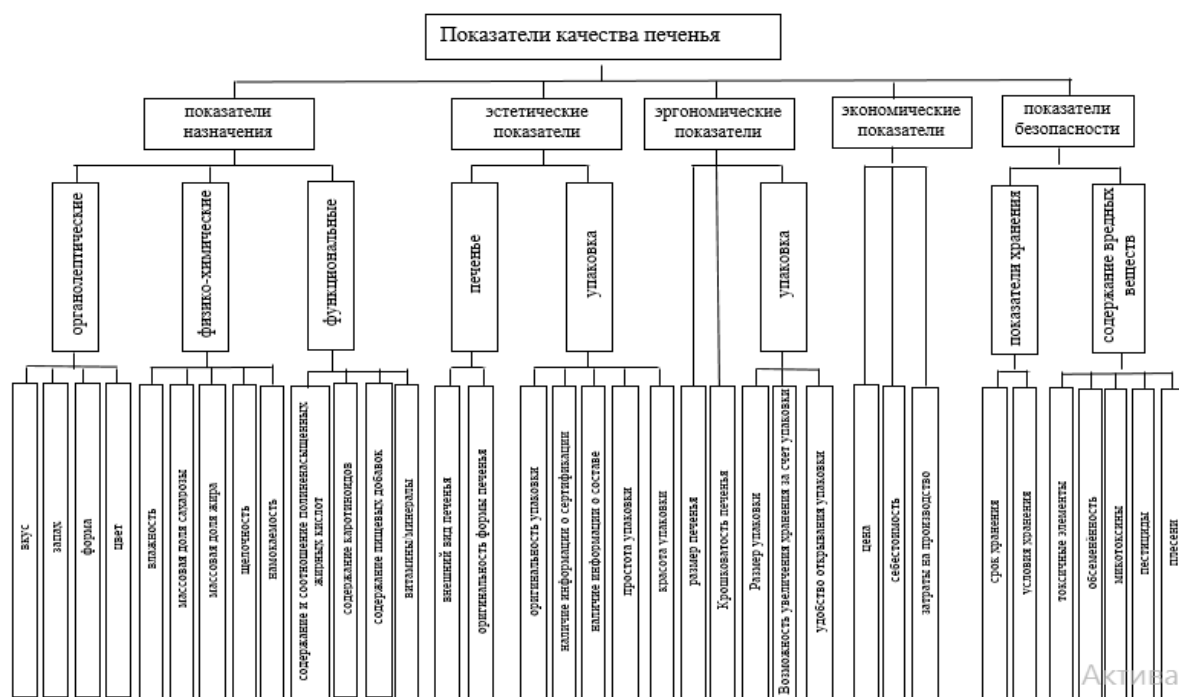 Показатели качества печенья
показатели
назначения
эстетические
показатели
эргономические
показатели
экономические
показатели
показатели
безопасности
органолептические
физико-химические
функциональные
печенье
упаковка
упаковка
показатели хранения
содержание вредных
веществ
вкус
запах
форма
цвет
влажность
массовая доля сахарозы
массовая доля жира
щелочность
намокаемость
содержание и соотношение полиненасыщенных
жирных кислот
содержание каротиноидов
содержание пищевых добавок
витамины/минералы
внешний вид печенья
оригинальность формы печенья
оригинальность упаковки
наличие информации о сертификации
наличие информации о составе
простота упаковки
красота упаковки
размер печенья
Крошковатость печенья
Размер упаковки
Возможность увеличения хранения за счет упаковки
удобство открывания упаковки
цена
себестоимость
затраты на производство
срок хранения
условия хранения
токсичные элементы
обсеменённость
микотоксины
пестициды
плесени
Актива